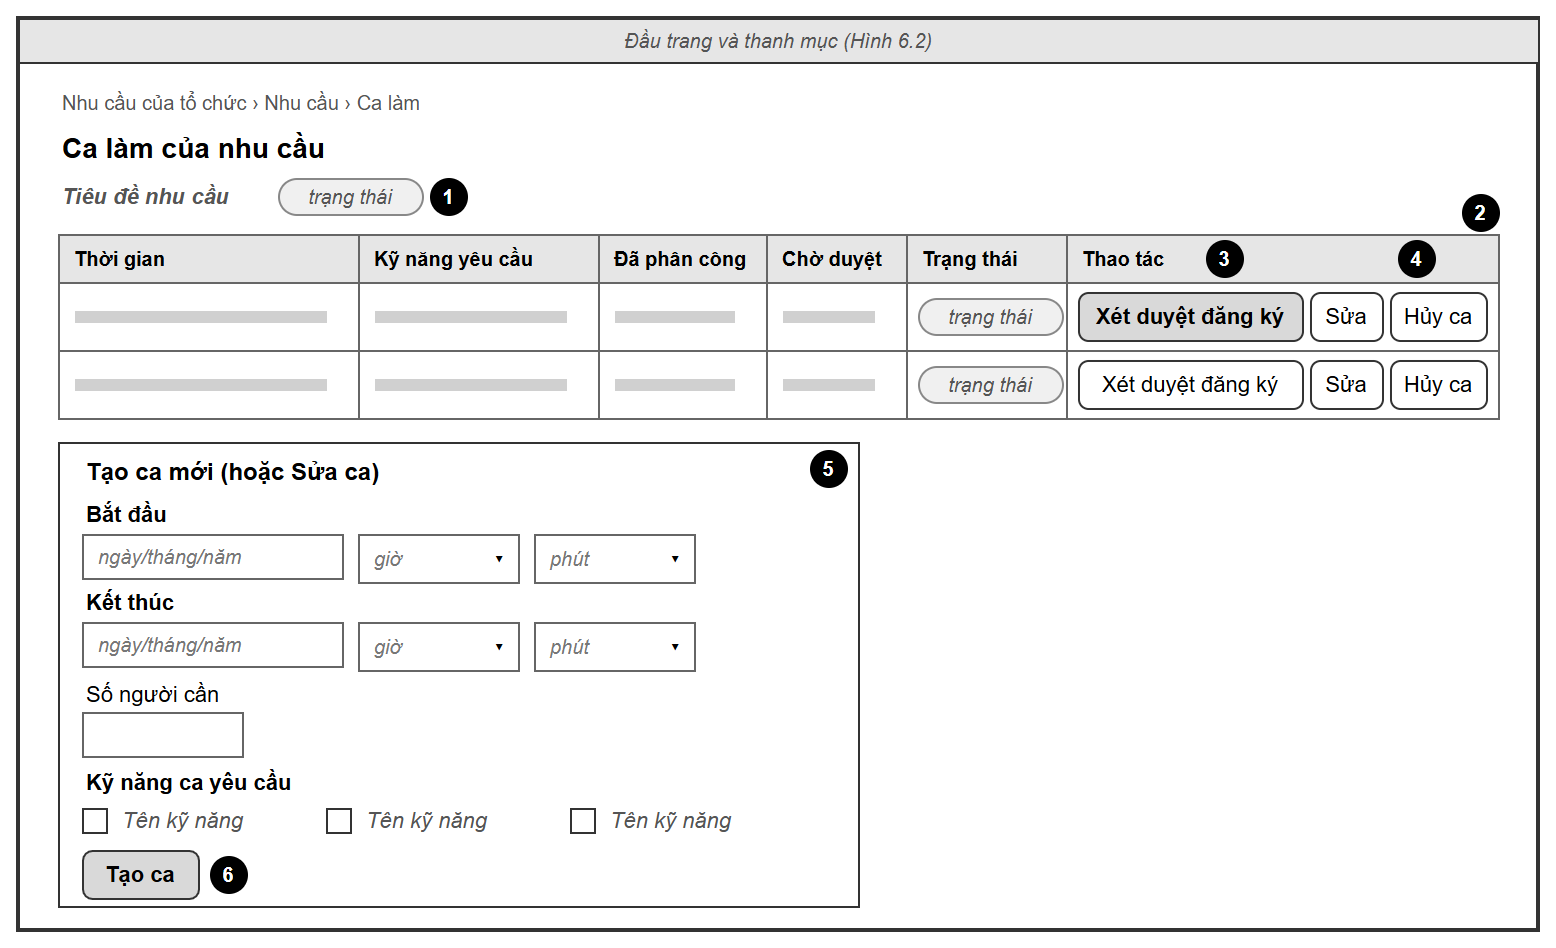 Đầu trang và thanh mục (Hình 6.2)
Nhu cầu của tổ chức › Nhu cầu › Ca làm
Ca làm của nhu cầu
Tiêu đề nhu cầu trạng thái 1
2
Thời gian Kỹ năng yêu cầu Đã phân công Chờ duyệt Trạng thái Thao tác 3 4
trạng thái Xét duyệt đăng ký Sửa Hủy ca
trạng thái Xét duyệt đăng ký Sửa Hủy ca
Tạo ca mới (hoặc Sửa ca) 5
Bắt đầu
ngày/tháng/năm giờ phút
Kết thúc
ngày/tháng/năm giờ phút
Số người cần
Kỹ năng ca yêu cầu
Tên kỹ năng Tên kỹ năng Tên kỹ năng
Tạo ca 6